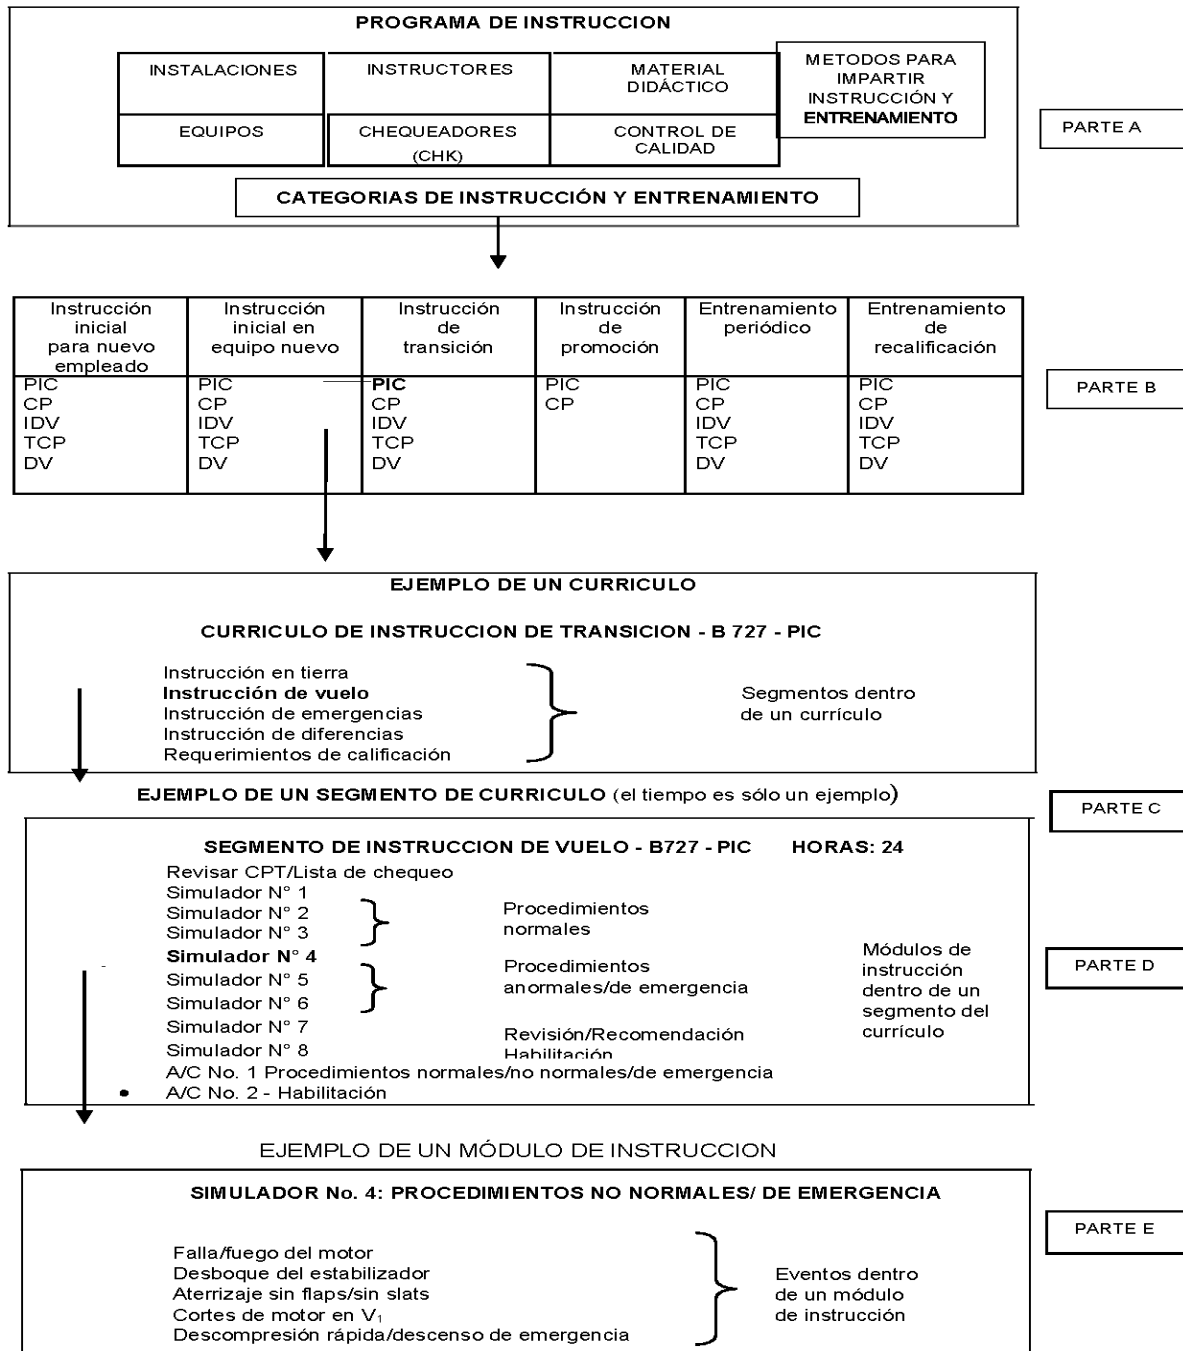 PROGRAMA DE INSTRUCCION
INSTALACIONES
INSTRUCTORES
MATERIAL
DIDÁCTICO
METODOS PARA
IMPARTIR
INSTRUCCIÓN Y
ENTRENAMIENTO
EQUIPOS
CHEQUEADORES
(CHK)
CONTROL DE
CALIDAD
PARTE A
CATEGORIAS DE INSTRUCCIÓN Y ENTRENAMIENTO
Instrucción
inicial
para nuevo
empleado
Instrucción
inicial en
equipo nuevo
Instrucción
de
transición
Instrucción
de
promoción
Entrenamiento
periódico
Entrenamiento
de
recalificación
PIC
CP
IDV
TCP
DV
PIC
CP
IDV
TCP
DV
PIC
CP
IDV
TCP
DV
PIC
CP
PIC
CP
IDV
TCP
DV
PIC
CP
IDV
TCP
DV
PARTE B
EJEMPLO DE UN CURRICULO
CURRICULO DE INSTRUCCION DE TRANSICION - B 727 - PIC
Instrucción en tierra
Instrucción de vuelo
Instrucción de emergencias
Instrucción de diferencias
Requerimientos de calificación
Segmentos dentro
de un currículo
EJEMPLO DE UN SEGMENTO DE CURRICULO (el tiempo es sólo un ejemplo)
PARTE C
SEGMENTO DE INSTRUCCION DE VUELO - B727 - PIC HORAS: 24
Revisar CPT/Lista de chequeo
Simulador N° 1
Simulador N° 2
Simulador N° 3
Simulador N° 4
Simulador N° 5
Simulador N° 6
Simulador N° 7
Simulador N° 8
Procedimientos
normales
Procedimientos
anormales/de emergencia
Revisión/Recomendación
Habilitación
Módulos de
instrucción
dentro de un
segmento del
currículo
PARTE D
A/C No. 1 Procedimientos normales/no normales/de emergencia
• A/C No. 2 - Habilitación
EJEMPLO DE UN MÓDULO DE INSTRUCCION
SIMULADOR No. 4: PROCEDIMIENTOS NO NORMALES/ DE EMERGENCIA
PARTE E
Falla/fuego del motor
Desboque del estabilizador
Aterrizaje sin flaps/sin slats
Cortes de motor en V₁
Descompresión rápida/descenso de emergencia
Eventos dentro
de un módulo
de instrucción